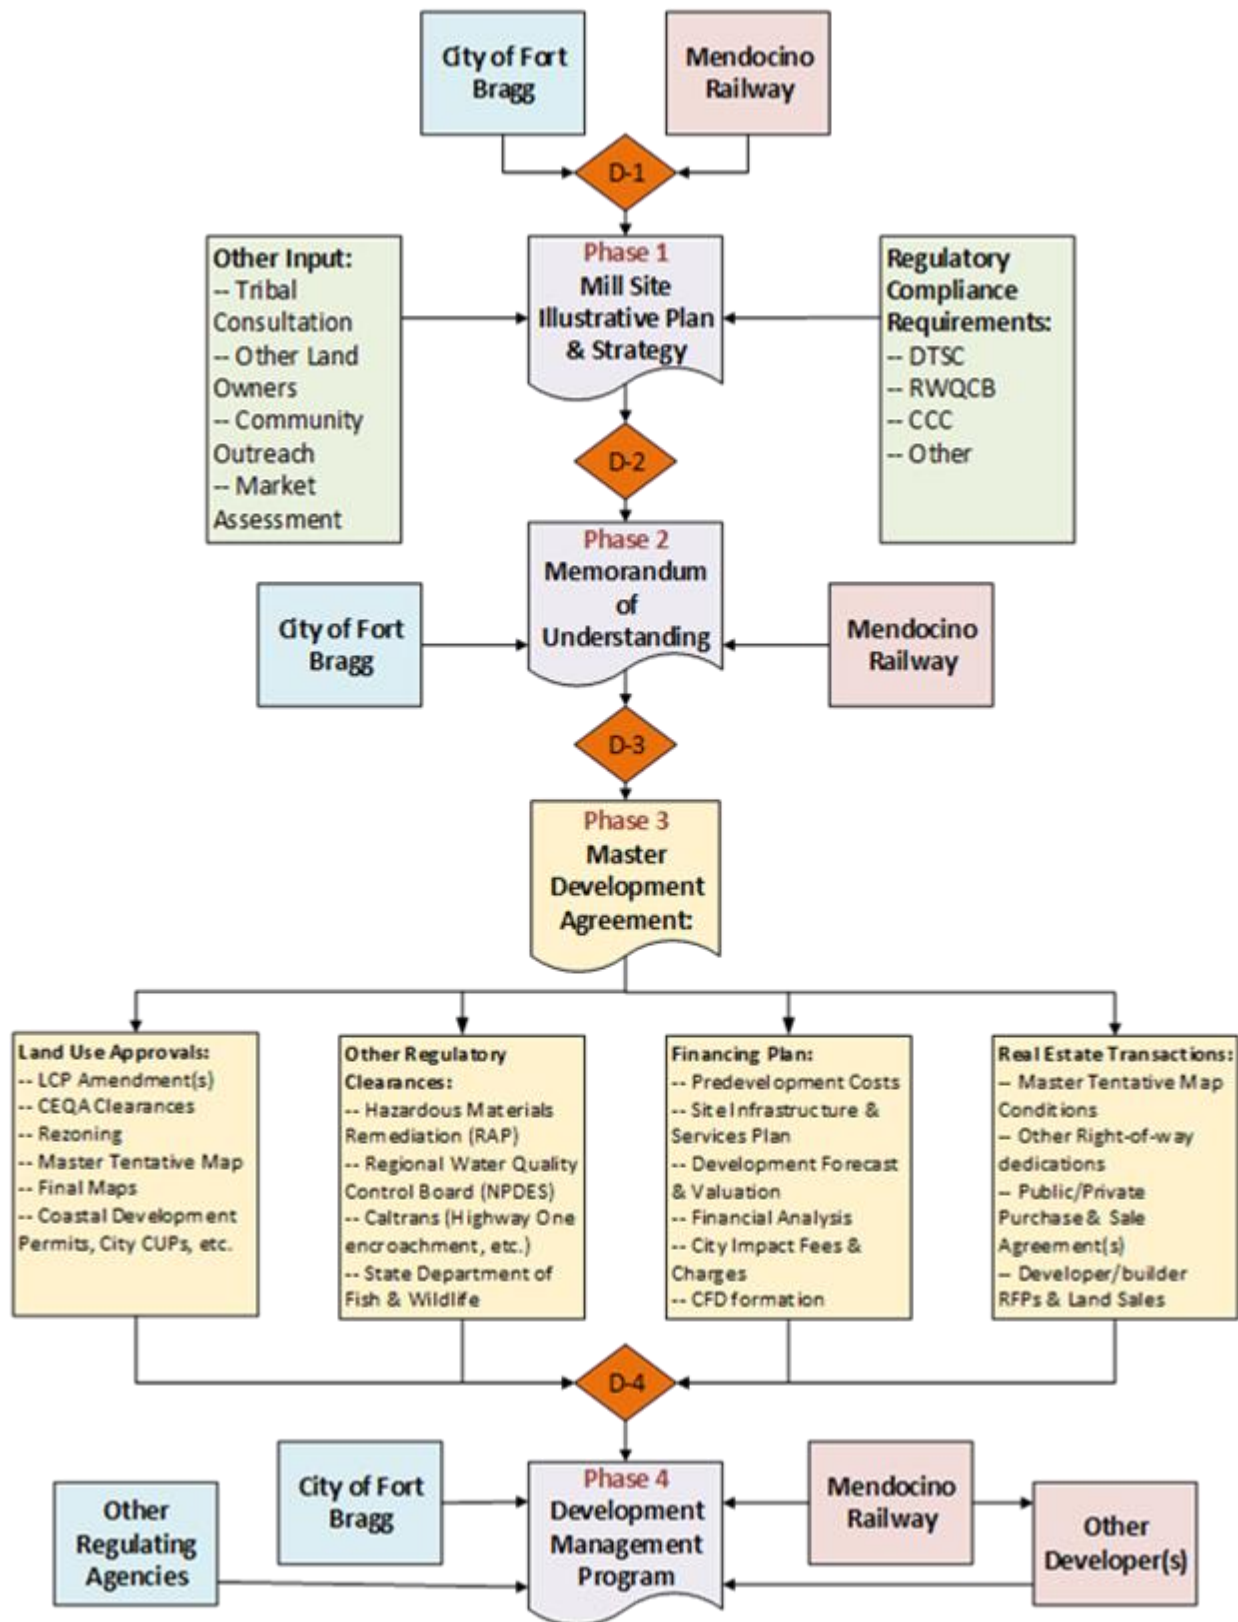 City of Fort
Bragg
Mendocino
Railway
D-1
Other Input:
-- Tribal
Consultation
-- Other Land
Owners
-- Community
Outreach
-- Market
Assessment
Phase 1
Mill Site
Illustrative Plan
& Strategy
Regulatory
Compliance
Requirements:
-- DTSC
-- RWQCB
-- CCC
-- Other
D-2
City of Fort
Bragg
Phase 2
Memorandum
of
Understanding
Mendocino
Railway
D-3
Phase 3
Master
Development
Agreement:
Land Use Approvals:
-- LCP Amendment(s)
-- CEQA Clearances
-- Rezoning
-- Master Tentative Map
-- Final Maps
-- Coastal Development
Permits, City CUPs, etc.
Other Regulatory
Clearances:
-- Hazardous Materials
Remediation (RAP)
-- Regional Water Quality
Control Board (NPDES)
-- Caltrans (Highway One
encroachment, etc.)
-- State Department of
Fish & Wildlife
Financing Plan:
-- Predevelopment Costs
-- Site Infrastructure &
Services Plan
-- Development Forecast
& Valuation
-- Financial Analysis
-- City Impact Fees &
Charges
-- CFD formation
Real Estate Transactions:
-- Master Tentative Map
Conditions
-- Other Right-of-way
dedications
-- Public/Private
Purchase & Sale
Agreement(s)
-- Developer/builder
RFPs & Land Sales
D-4
Other
Regulating
Agencies
City of Fort
Bragg
Phase 4
Development
Management
Program
Mendocino
Railway
Other
Developer(s)